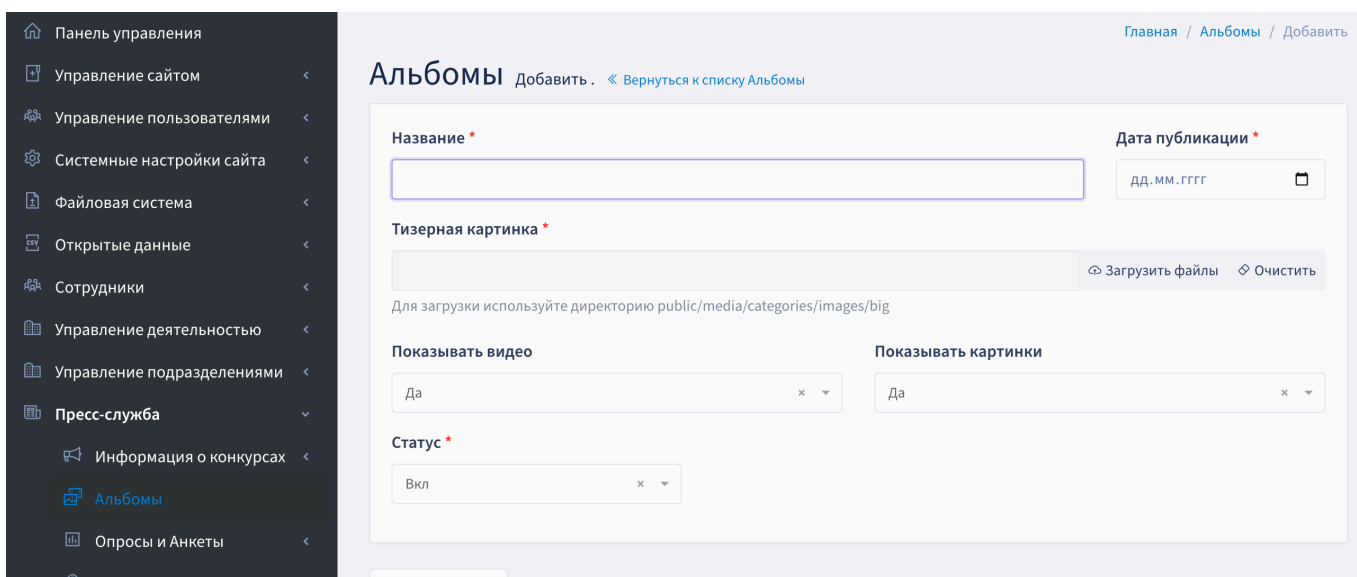 Панель управления
Управление сайтом
Управление пользователями
Системные настройки сайта
Файловая система
CSV
Открытые данные
Сотрудники
Управление деятельностью
Управление подразделениями
Пресс-служба
Информация о конкурсах
Альбомы
Опросы и Анкеты
Главная / Альбомы / Добавить
Альбомы Добавить . « Вернуться к списку Альбомы
Название * Дата публикации *
дд.мм.гггг
Тизерная картинка *
Загрузить файлы Очистить
Для загрузки используйте директорию public/media/categories/images/big
Показывать видео Показывать картинки
Да × Да ×
Статус *
Вкл ×